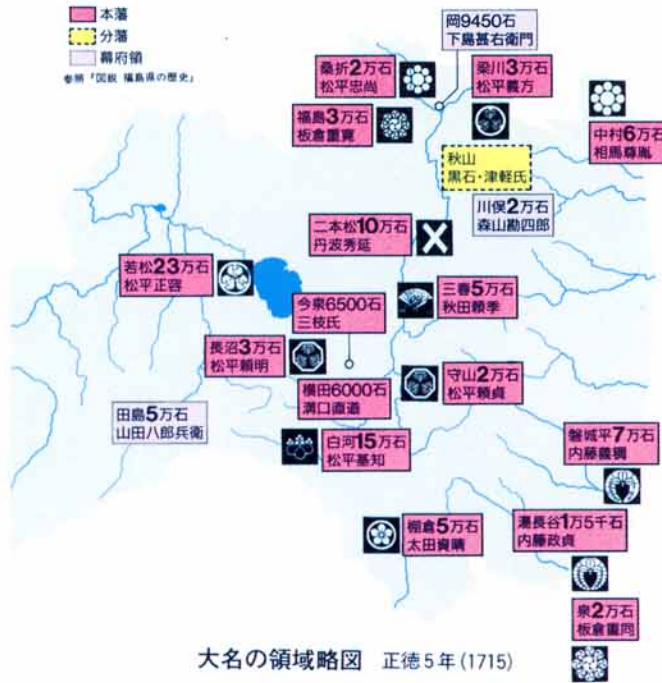 本藩
分藩
幕府領
参照『図説 福島県の歴史』
岡9450石
下島甚右衛門
桑折2万石
松平忠尚
梁川3万石
松平義方
福島3万石
板倉重寛
中村6万石
相馬尊胤
秋山
黒石・津軽氏
川俣2万石
森山勘四郎
二本松10万石
丹波秀延
若松23万石
松平正容
三春5万石
秋田頼季
今泉6500石
三枝氏
長沼3万石
松平頼明
横田6000石
溝口直道
守山2万石
松平頼貞
田島5万石
山田八郎兵衛
白河15万石
松平基知
磐城平7万石
内藤義稠
棚倉5万石
太田資晴
湯長谷1万5千石
内藤政貞
泉2万石
板倉重同
大名の領域略図 正徳5年(1715)